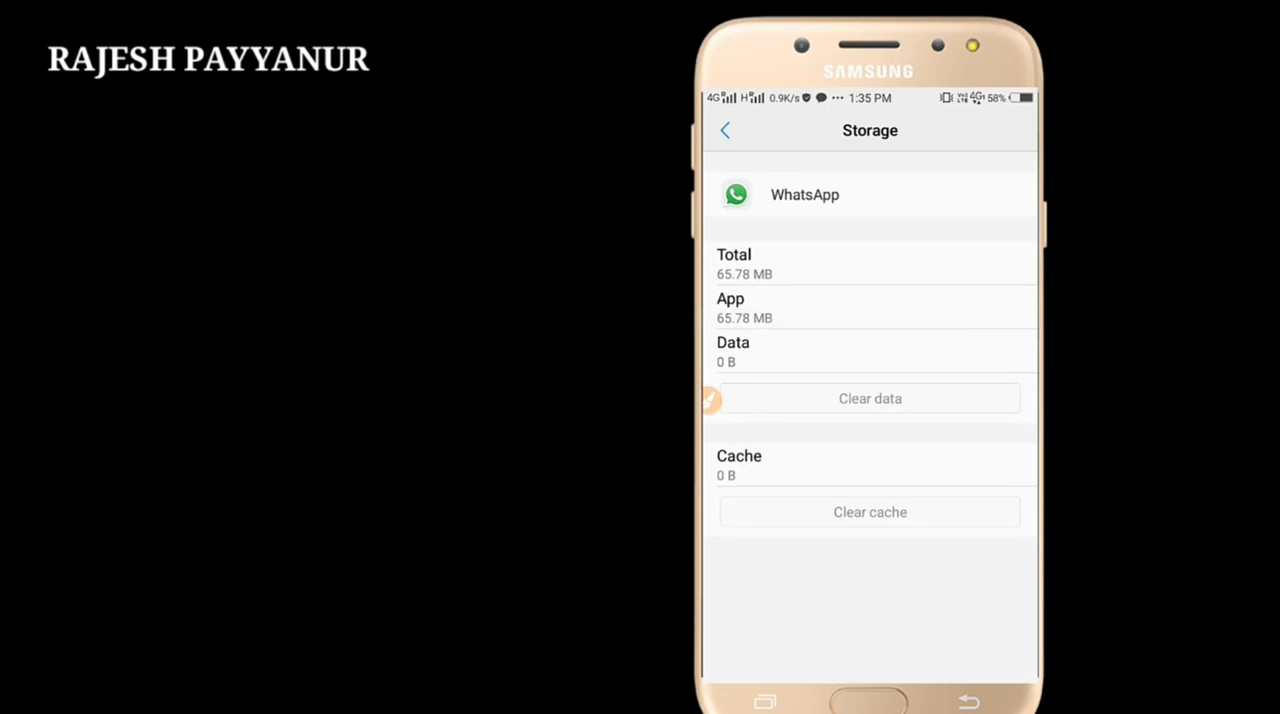 RAJESH PAYYANUR
SAMSUNG
4G R H R 0.9K/s ... 1:35 PM 4G 58%
Storage
WhatsApp
Total
65.78 MB
App
65.78 MB
Data
0 B
Clear data
Cache
0 B
Clear cache